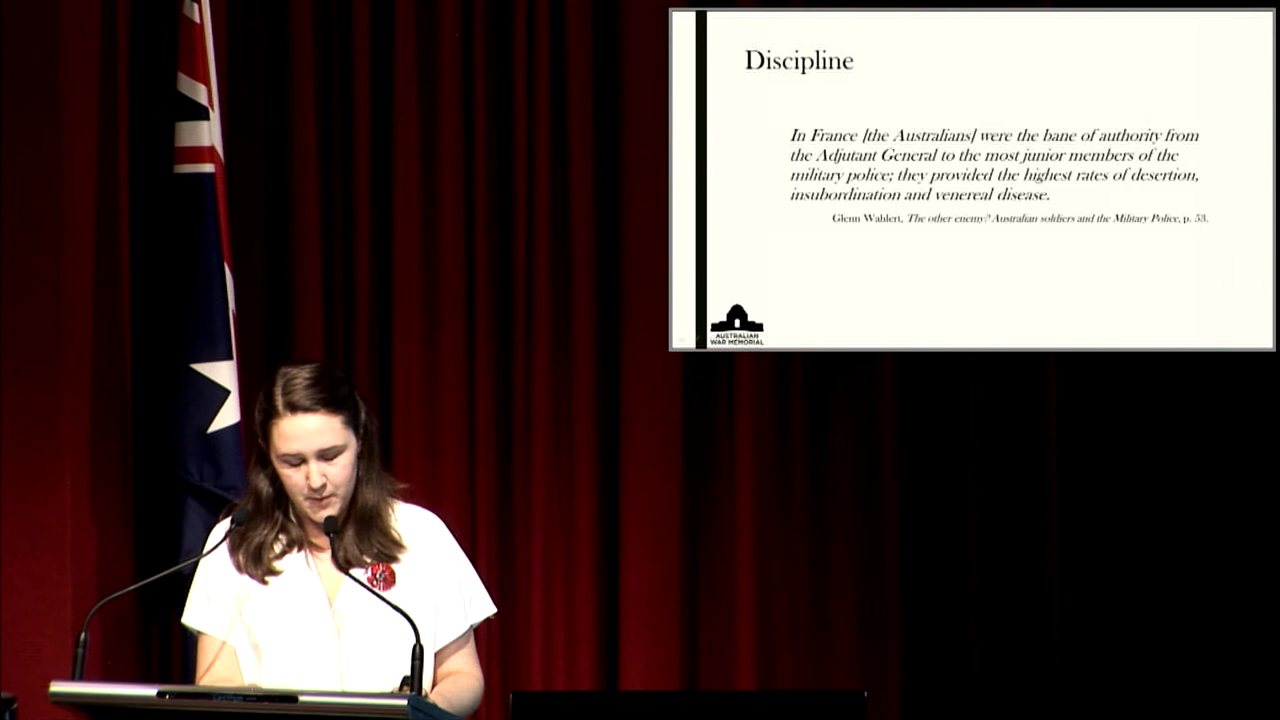 Discipline
In France [the Australians] were the bane of authority from
the Adjutant General to the most junior members of the
military police; they provided the highest rates of desertion,
insubordination and venereal disease.
Glenn Wahlert, The other enemy? Australian soldiers and the Military Police, p. 53.
AUSTRALIAN
WAR MEMORIAL